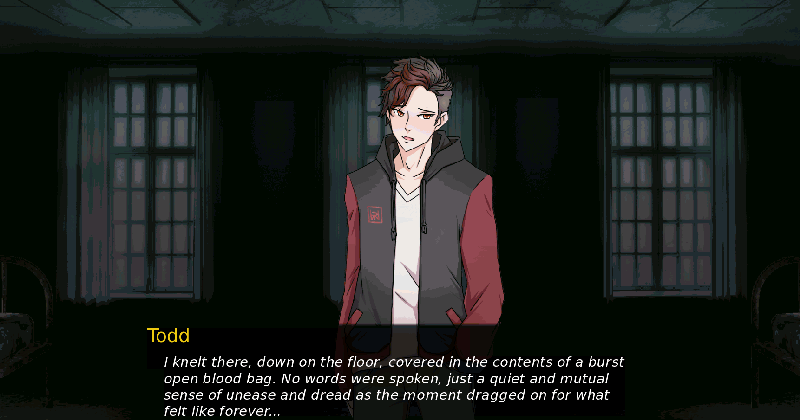 Todd
I knelt there, down on the floor, covered in the contents of a burst
open blood bag. No words were spoken, just a quiet and mutual
sense of unease and dread as the moment dragged on for what
felt like forever...